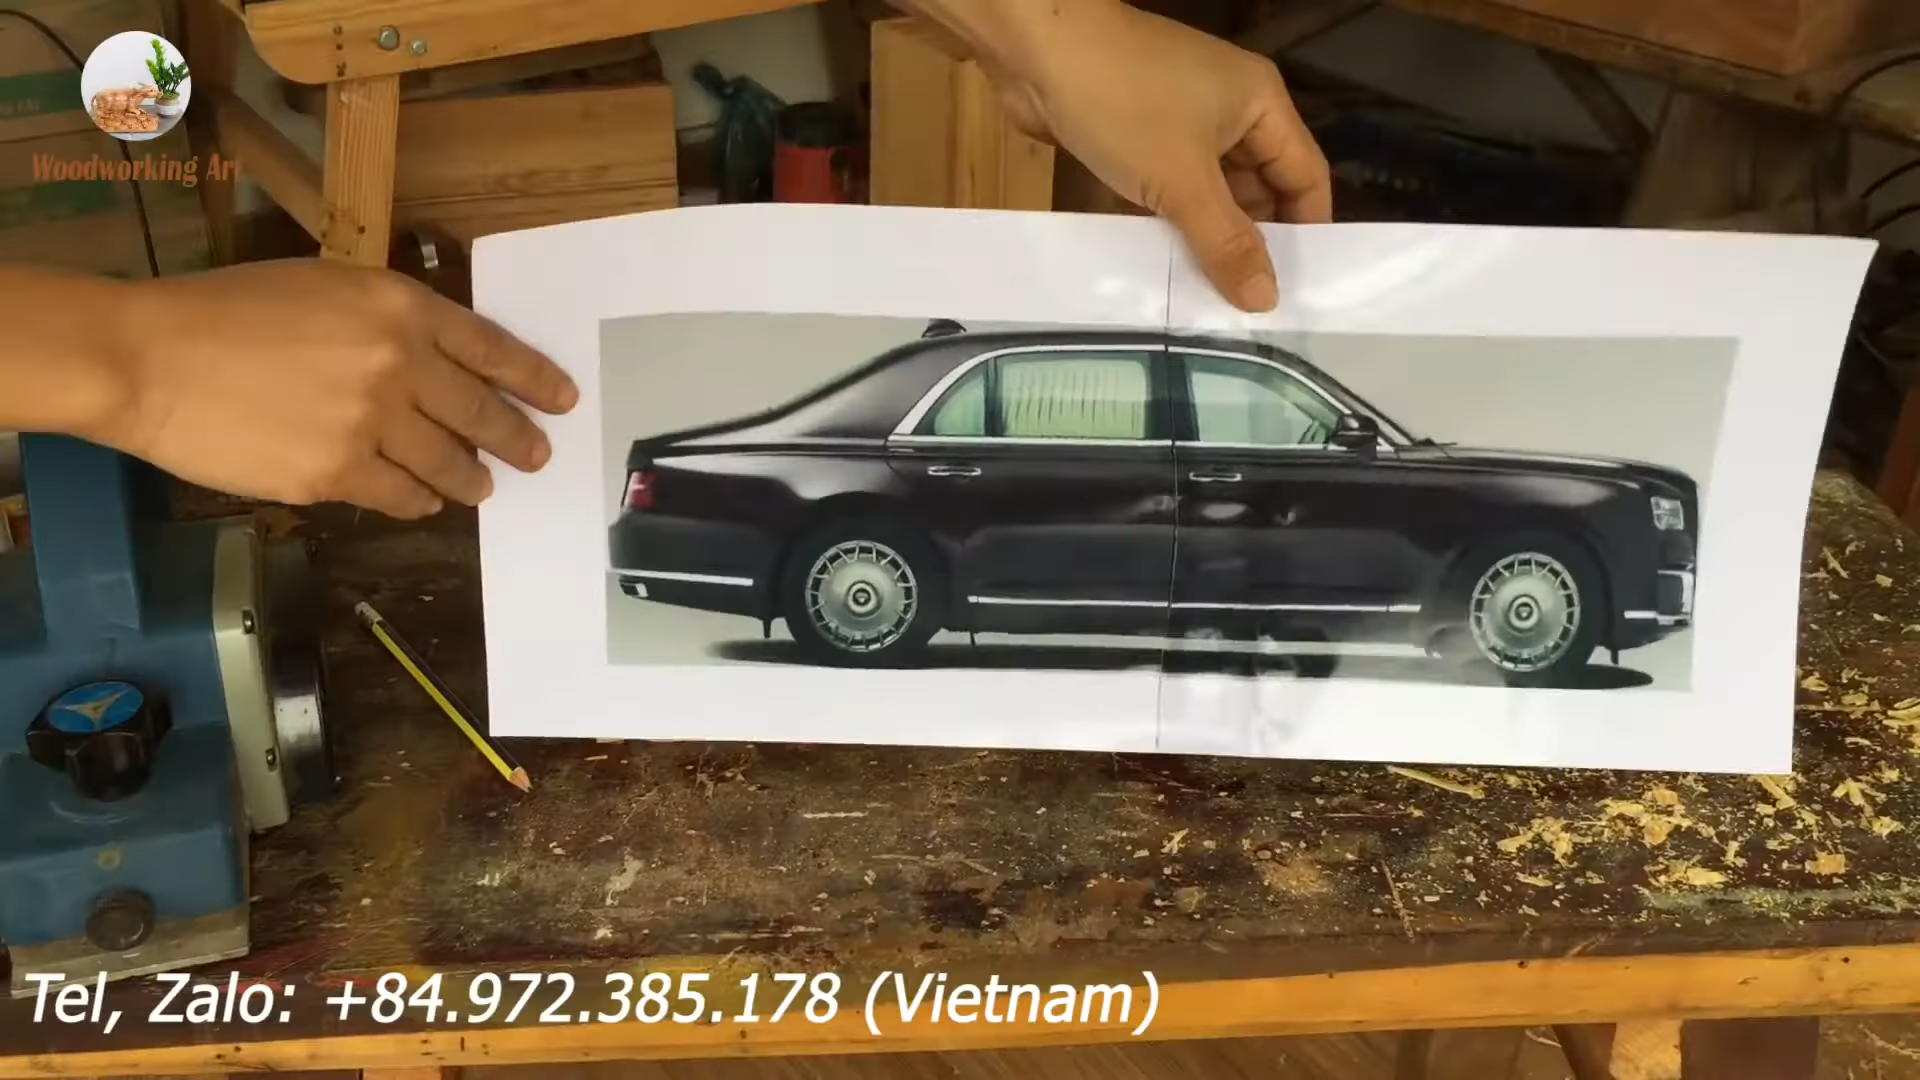 Woodworking Art
Tel, Zalo: +84.972.385.178 (Vietnam)